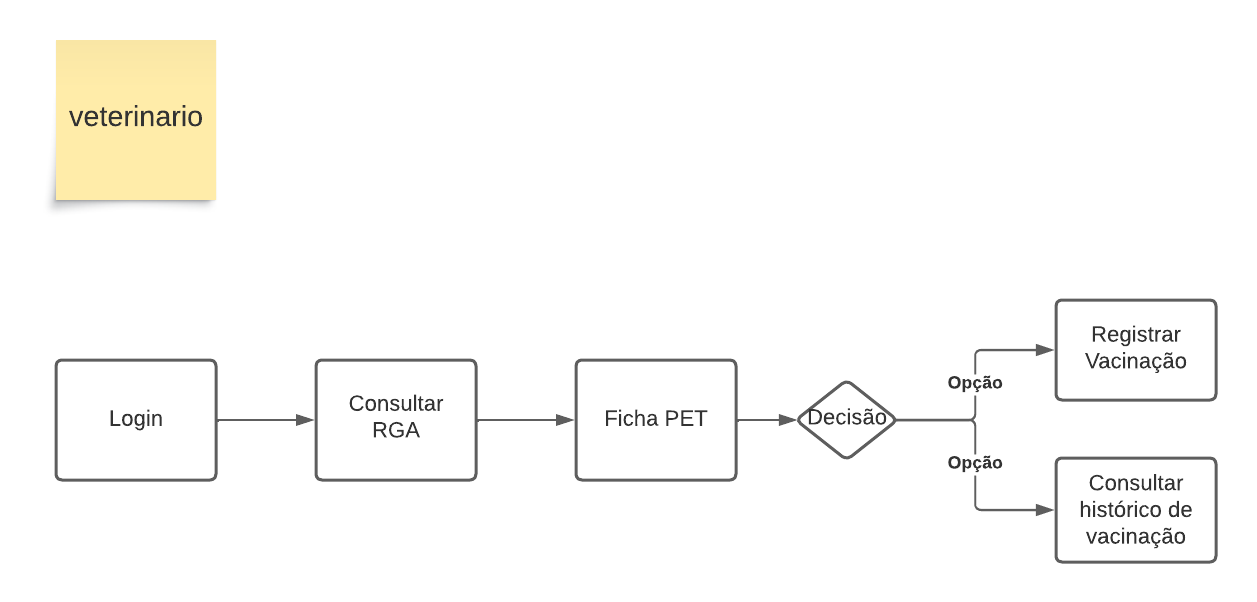 veterinario
Login
Consultar
RGA
Ficha PET
Decisão
Opção
Registrar
Vacinação
Opção
Consultar
histórico de
vacinação